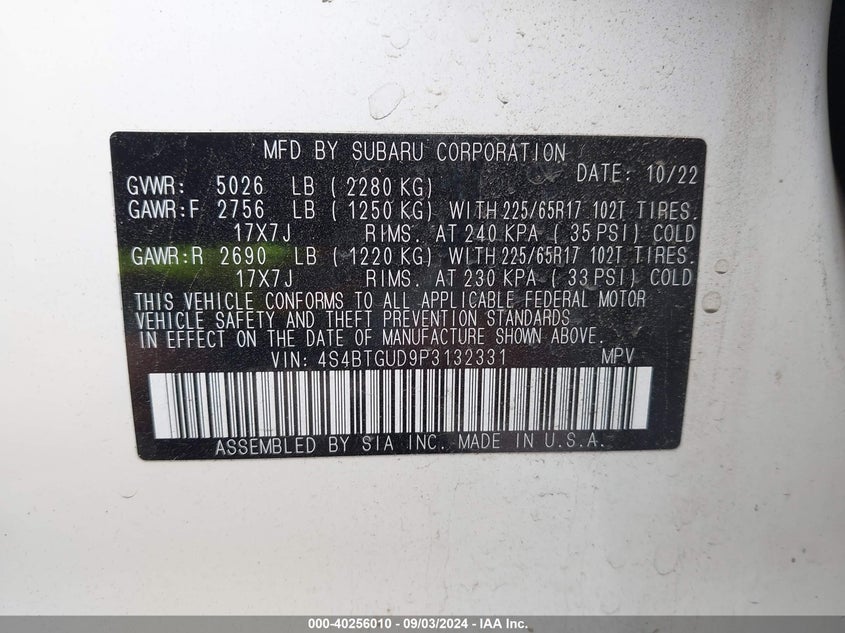 MFD BY SUBARU CORPORATION
DATE: 10/22
GVWR: 5026 LB ( 2280 KG)
GAWR:F 2756 LB ( 1250 KG) WITH 225/65R17 102T TIRES.
17X7J RIMS. AT 240 KPA ( 35 PSI) COLD
GAWR:R 2690 LB ( 1220 KG) WITH 225/65R17 102T TIRES.
17X7J RIMS. AT 230 KPA ( 33 PSI) COLD
THIS VEHICLE CONFORMS TO ALL APPLICABLE FEDERAL MOTOR
VEHICLE SAFETY AND THEFT PREVENTION STANDARDS
IN EFFECT ON THE DATE OF MANUFACTURE SHOWN ABOVE.
VIN: 4S4BTGUD9P3132331 MPV
ASSEMBLED BY SIA INC. MADE IN U.S.A.
000-40256010 - 09/03/2024 - IAA Inc.